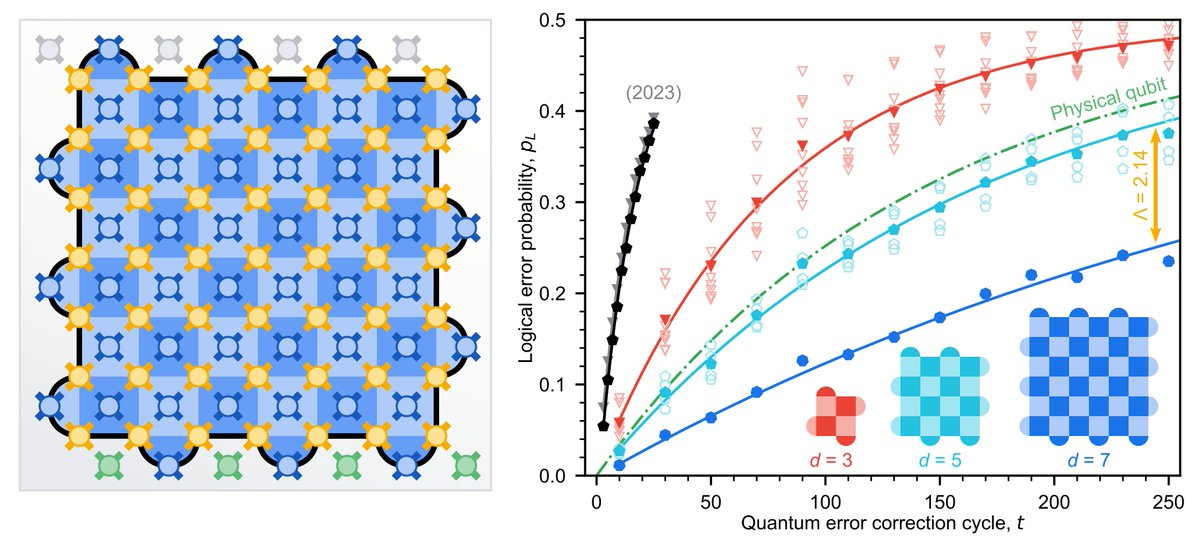 Logical error probability, p_L
0.5
0.4
0.3
0.2
0.1
0.0
(2023)
Physical qubit
Λ = 2.14
d = 3
d = 5
d = 7
0
50
100
150
200
250
Quantum error correction cycle, t